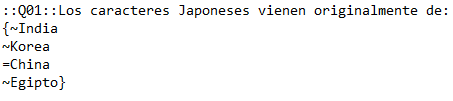 ::Q01::Los caracteres Japoneses vienen originalmente de:
{~India
~Korea
=China
~Egipto}